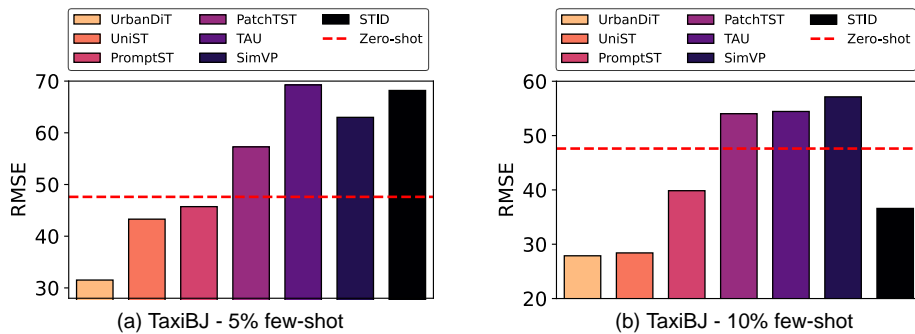 UrbanDiT PatchTST STID
UniST TAU Zero-shot
PromptST SimVP
70
60
50
40
30
RMSE
(a) TaxiBJ - 5% few-shot
UrbanDiT PatchTST STID
UniST TAU Zero-shot
PromptST SimVP
60
50
40
30
20
RMSE
(b) TaxiBJ - 10% few-shot